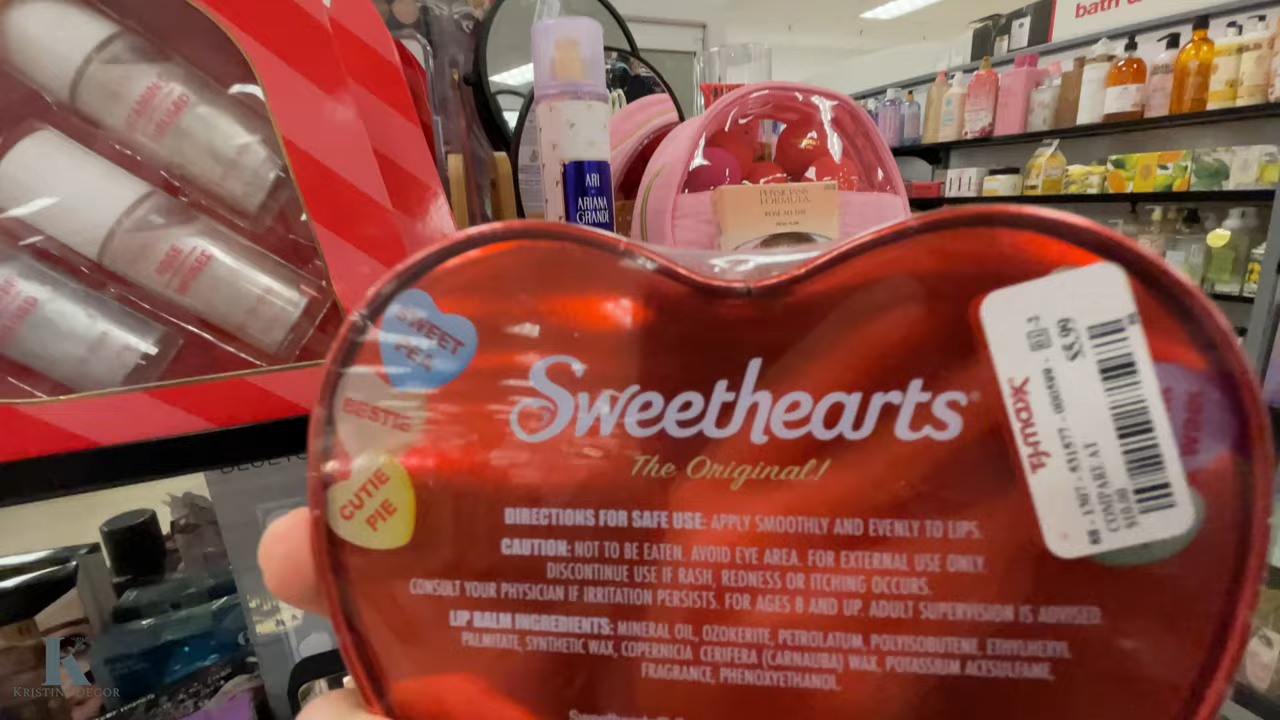 bath &
ARI
ARIANA
GRANDE
PHYSICIANS
FORMULA
SWEET
PEA
BESTIE
CUTIE
PIE
Sweethearts
The Original!
DIRECTIONS FOR SAFE USE: APPLY SMOOTHLY AND EVENLY TO LIPS.
CAUTION: NOT TO BE EATEN. AVOID EYE AREA. FOR EXTERNAL USE ONLY.
DISCONTINUE USE IF RASH, REDNESS OR ITCHING OCCURS.
CONSULT YOUR PHYSICIAN IF IRRITATION PERSISTS. FOR AGES 8 AND UP. ADULT SUPERVISION IS ADVISED.
LIP BALM INGREDIENTS: MINERAL OIL, OZOKERITE, PETROLATUM, POLYISOBUTENE, ETHYLHEXYL
PALMITATE, SYNTHETIC WAX, COPERNICIA CERIFERA (CARNAUBA) WAX, POTASSIUM ACESULFAME,
FRAGRANCE, PHENOXYETHANOL.
tj·maxx
COMPARE AT
$10.00
$5.99
K
KRISTINE DECOR